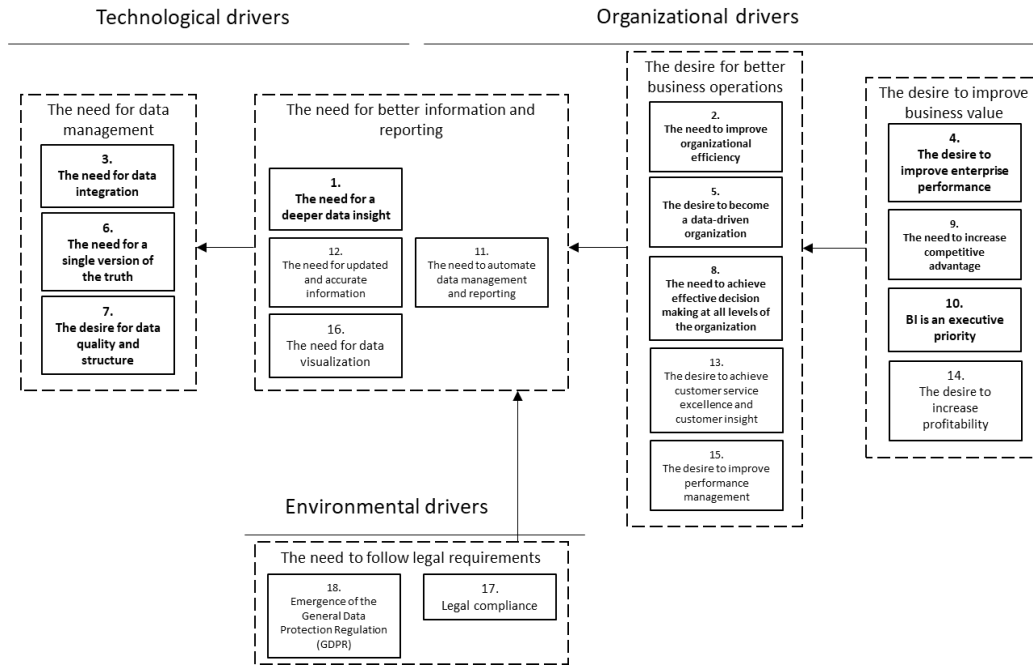 Technological drivers
Organizational drivers
The need for data
management
3.
The need for data
integration
6.
The need for a
single version of
the truth
7.
The desire for data
quality and
structure
The need for better information and
reporting
1.
The need for a
deeper data insight
12.
The need for updated
and accurate
information
11.
The need to automate
data management
and reporting
16.
The need for data
visualization
The desire for better
business operations
2.
The need to improve
organizational
efficiency
5.
The desire to become
a data-driven
organization
8.
The need to achieve
effective decision
making at all levels of
the organization
13.
The desire to achieve
customer service
excellence and
customer insight
15.
The desire to improve
performance
management
The desire to improve
business value
4.
The desire to
improve enterprise
performance
9.
The need to increase
competitive
advantage
10.
BI is an executive
priority
14.
The desire to
increase
profitability
Environmental drivers
The need to follow legal requirements
18.
Emergence of the
General Data
Protection Regulation
(GDPR)
17.
Legal compliance